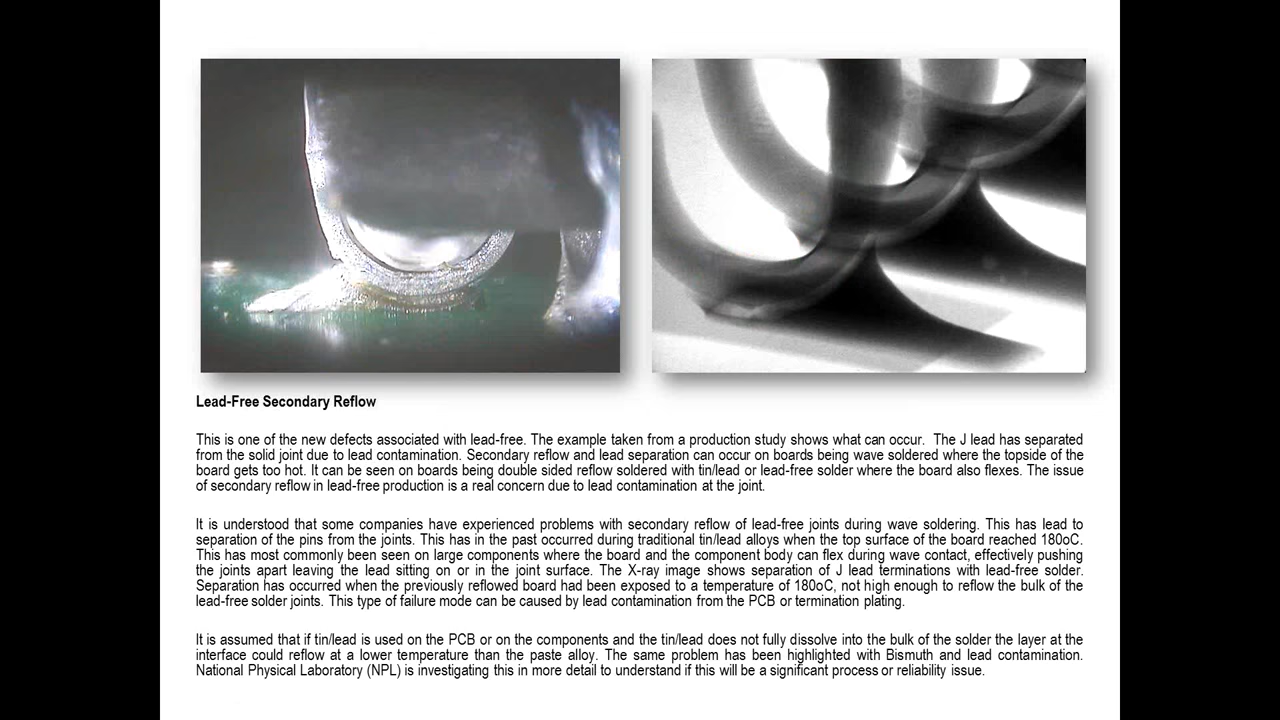 Lead-Free Secondary Reflow
This is one of the new defects associated with lead-free. The example taken from a production study shows what can occur. The J lead has separated
from the solid joint due to lead contamination. Secondary reflow and lead separation can occur on boards being wave soldered where the topside of the
board gets too hot. It can be seen on boards being double sided reflow soldered with tin/lead or lead-free solder where the board also flexes. The issue
of secondary reflow in lead-free production is a real concern due to lead contamination at the joint.
It is understood that some companies have experienced problems with secondary reflow of lead-free joints during wave soldering. This has lead to
separation of the pins from the joints. This has in the past occurred during traditional tin/lead alloys when the top surface of the board reached 180oC.
This has most commonly been seen on large components where the board and the component body can flex during wave contact, effectively pushing
the joints apart leaving the lead sitting on or in the joint surface. The X-ray image shows separation of J lead terminations with lead-free solder.
Separation has occurred when the previously reflowed board had been exposed to a temperature of 180oC, not high enough to reflow the bulk of the
lead-free solder joints. This type of failure mode can be caused by lead contamination from the PCB or termination plating.
It is assumed that if tin/lead is used on the PCB or on the components and the tin/lead does not fully dissolve into the bulk of the solder the layer at the
interface could reflow at a lower temperature than the paste alloy. The same problem has been highlighted with Bismuth and lead contamination.
National Physical Laboratory (NPL) is investigating this in more detail to understand if this will be a significant process or reliability issue.